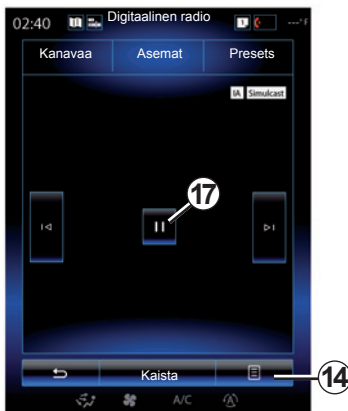 02:40 Digitaalinen radio ---°F
Kanavaa Asemat Presets
IA Simulcast
17
Kaista
14
A/C